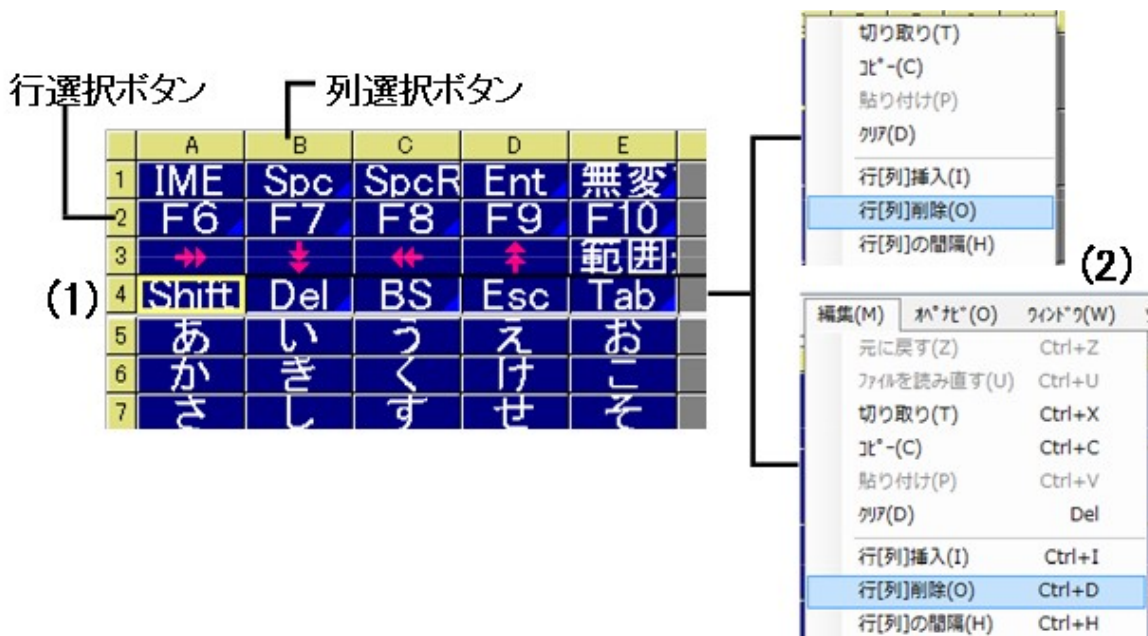 行選択ボタン
列選択ボタン
A B C D E
1 IME Spc SpcR Ent 無変
2 F6 F7 F8 F9 F10
3 範囲
(1) 4 Shift Del BS Esc Tab
5 あ い う え お
6 か き く け こ
7 さ し す せ そ
切り取り(T)
ｺﾋﾟｰ(C)
貼り付け(P)
ｸﾘｱ(D)
行[列]挿入(I)
行[列]削除(O)
行[列]の間隔(H)
(2)
編集(M) ｵﾍﾟﾅﾋﾞ(O) ｳｨﾝﾄﾞｳ(W)
元に戻す(Z) Ctrl+Z
ﾌｧｲﾙを読み直す(U) Ctrl+U
切り取り(T) Ctrl+X
ｺﾋﾟｰ(C) Ctrl+C
貼り付け(P) Ctrl+V
ｸﾘｱ(D) Del
行[列]挿入(I) Ctrl+I
行[列]削除(O) Ctrl+D
行[列]の間隔(H) Ctrl+H